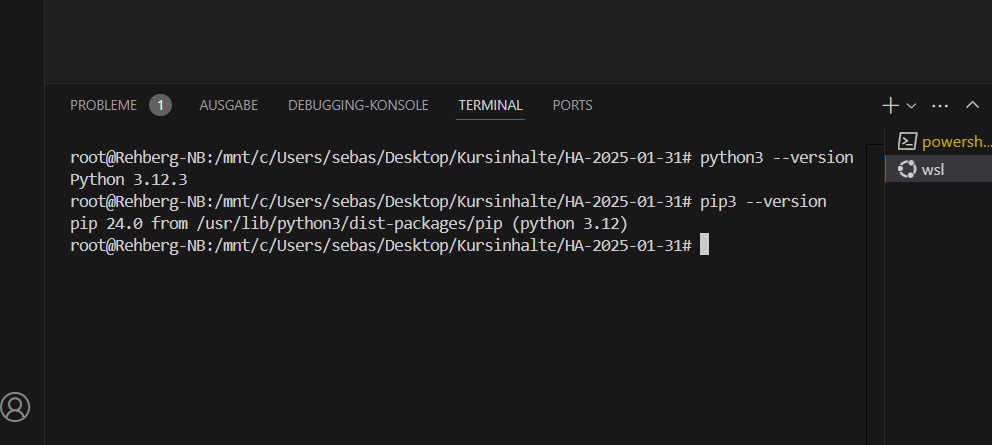 PROBLEME 1 AUSGABE DEBUGGING-KONSOLE TERMINAL PORTS
root@Rehberg-NB:/mnt/c/Users/sebas/Desktop/Kursinhalte/HA-2025-01-31# python3 --version
Python 3.12.3
root@Rehberg-NB:/mnt/c/Users/sebas/Desktop/Kursinhalte/HA-2025-01-31# pip3 --version
pip 24.0 from /usr/lib/python3/dist-packages/pip (python 3.12)
root@Rehberg-NB:/mnt/c/Users/sebas/Desktop/Kursinhalte/HA-2025-01-31#
powersh...
wsl